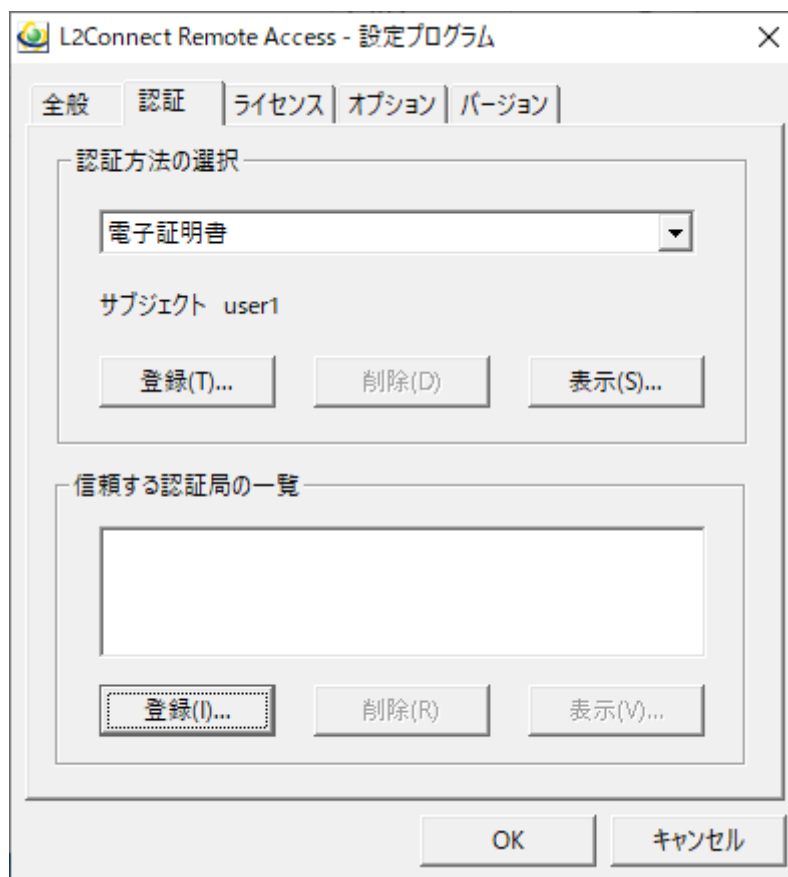 L2Connect Remote Access - 設定プログラム
全般 認証 ライセンス オプション バージョン
認証方法の選択
電子証明書
サブジェクト user1
登録(T)... 削除(D) 表示(S)...
信頼する認証局の一覧
登録(I)... 削除(R) 表示(V)...
OK キャンセル